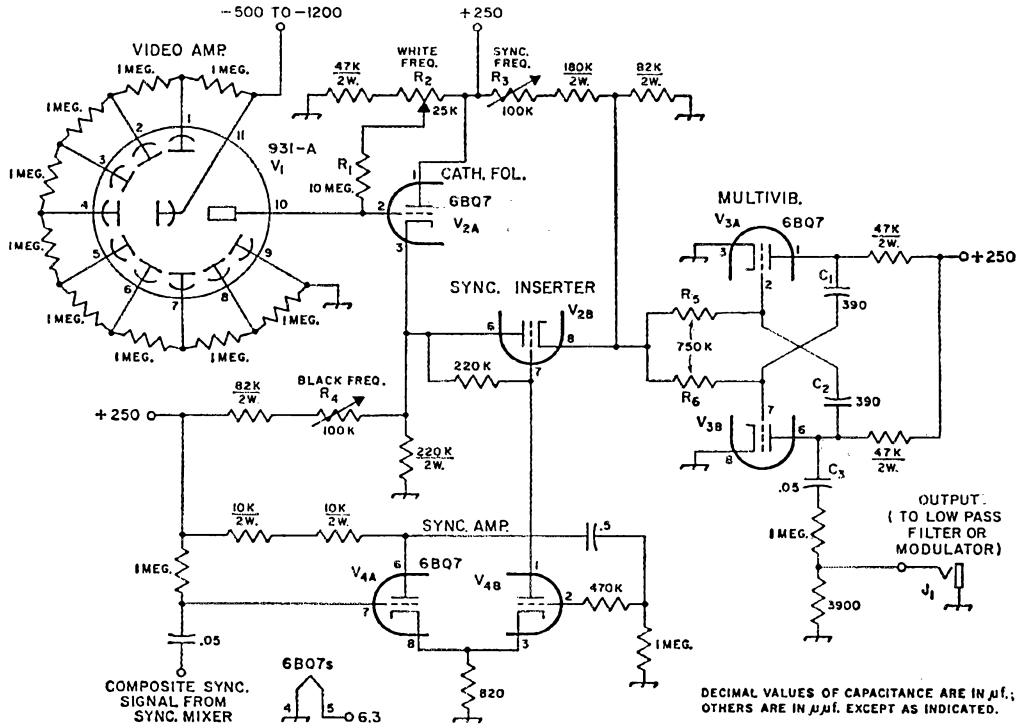 -500 TO -1200
+250
VIDEO AMP.
1 MEG.
1 MEG.
1 MEG.
1 MEG.
1 MEG.
1 MEG.
1 MEG.
1 MEG.
1 MEG.
1
2
3
4
5
6
7
8
9
10
11
931-A
V1
47K
2W.
WHITE FREQ.
R2
25K
SYNC. FREQ.
R3
100K
180K
2W.
82K
2W.
R1
10 MEG.
CATH. FOL.
6BQ7
V2A
1
2
3
SYNC. INSERTER
V2B
6
7
8
220K
MULTIVIB.
V3A
6BQ7
3
2
1
47K
2W.
+250
C1
390
R5
750K
R6
C2
390
V3B
7
8
6
47K
2W.
C3
.05
+250
82K
2W.
BLACK FREQ.
R4
100K
220K
2W.
10K
2W.
10K
2W.
SYNC. AMP.
.5
1 MEG.
V4A
6BQ7
6
7
8
V4B
1
2
3
470K
1 MEG.
820
.05
COMPOSITE SYNC.
SIGNAL FROM
SYNC. MIXER
6BQ7s
4
5
6.3
1 MEG.
3900
OUTPUT
(TO LOW PASS
FILTER OR
MODULATOR)
J1
DECIMAL VALUES OF CAPACITANCE ARE IN µf.;
OTHERS ARE IN µµf. EXCEPT AS INDICATED.